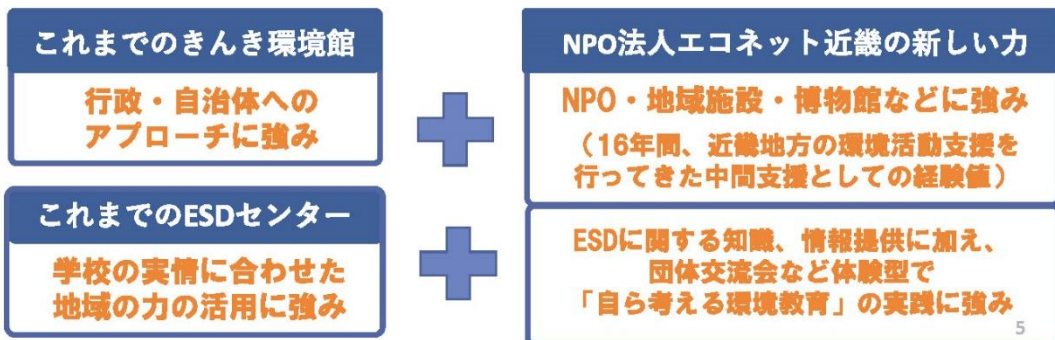 これまでのきんき環境館
行政・自治体への
アプローチに強み
これまでのESDセンター
学校の実情に合わせた
地域の力の活用に強み
NPO法人エコネット近畿の新しい力
NPO・地域施設・博物館などに強み
（16年間、近畿地方の環境活動支援を
行ってきた中間支援としての経験値）
ESDに関する知識、情報提供に加え、
団体交流会など体験型で
「自ら考える環境教育」の実践に強み
5